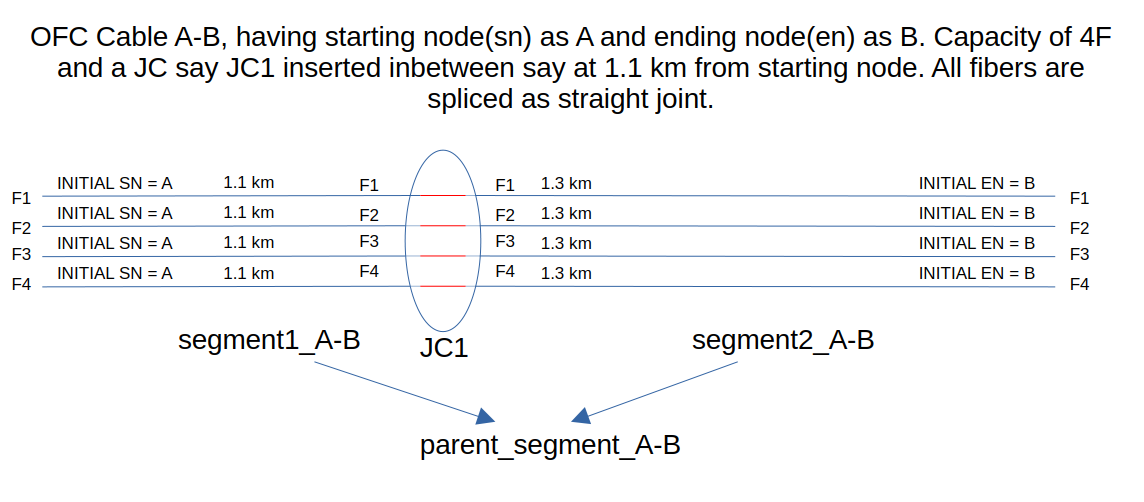 OFC Cable A-B, having starting node(sn) as A and ending node(en) as B. Capacity of 4F
and a JC say JC1 inserted inbetween say at 1.1 km from starting node. All fibers are
spliced as straight joint.
F1 INITIAL SN = A 1.1 km F1 F1 1.3 km INITIAL EN = B F1
F2 INITIAL SN = A 1.1 km F2 F2 1.3 km INITIAL EN = B F2
F3 INITIAL SN = A 1.1 km F3 F3 1.3 km INITIAL EN = B F3
F4 INITIAL SN = A 1.1 km F4 F4 1.3 km INITIAL EN = B F4
segment1_A-B JC1 segment2_A-B
parent_segment_A-B